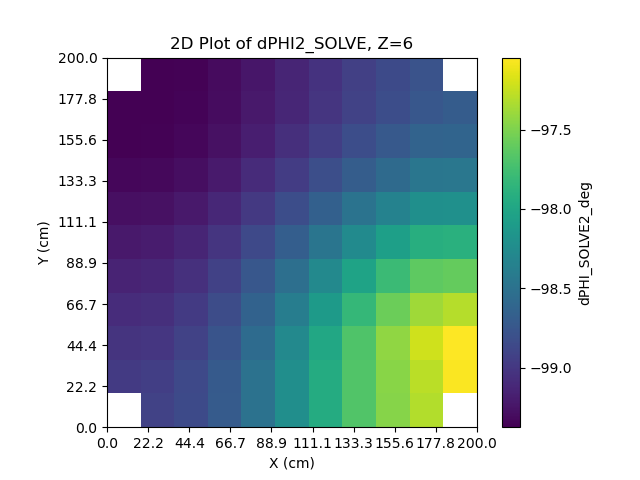 2D Plot of dPHI2_SOLVE, Z=6
200.0
177.8
155.6
133.3
111.1
88.9
66.7
44.4
22.2
0.0
Y (cm)
0.0 22.2 44.4 66.7 88.9 111.1 133.3 155.6 177.8 200.0
X (cm)
−97.5
−98.0
−98.5
−99.0
dPHI_SOLVE2_deg